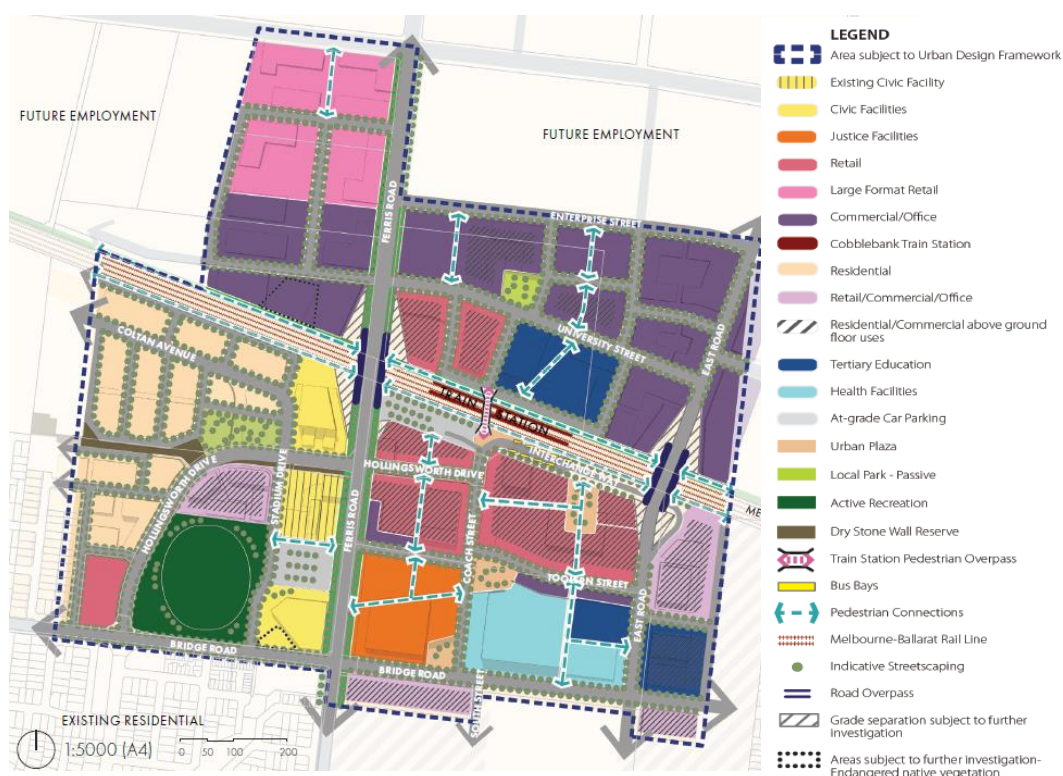 FUTURE EMPLOYMENT
FUTURE EMPLOYMENT
FERRIS ROAD
ENTERPRISE STREET
UNIVERSITY STREET
EAST ROAD
COLTAN AVENUE
TRAIN STATION
INTERCHANGE WAY
HOLLINGSWORTH DRIVE
HOLLINGSWORTH DRIVE
STADIUM DRIVE
FERRIS ROAD
COACH STREET
TOOLERN STREET
EAST ROAD
BRIDGE ROAD
BRIDGE ROAD
SOUTH STREET
EXISTING RESIDENTIAL
1:5000 (A4)
0 50 100 200
LEGEND
Area subject to Urban Design Framework
Existing Civic Facility
Civic Facilities
Justice Facilities
Retail
Large Format Retail
Commercial/Office
Cobblebank Train Station
Residential
Retail/Commercial/Office
Residential/Commercial above ground
floor uses
Tertiary Education
Health Facilities
At-grade Car Parking
Urban Plaza
Local Park - Passive
Active Recreation
Dry Stone Wall Reserve
Train Station Pedestrian Overpass
Bus Bays
Pedestrian Connections
Melbourne-Ballarat Rail Line
Indicative Streetscaping
Road Overpass
Grade separation subject to further
investigation
Areas subject to further investigation-
Endangered native vegetation